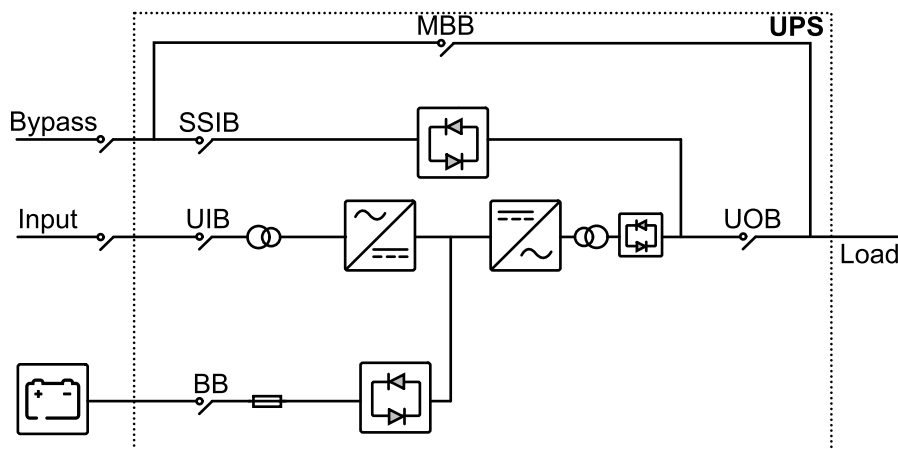 MBB
UPS
Bypass
SSIB
Input
UIB
UOB
Load
BB